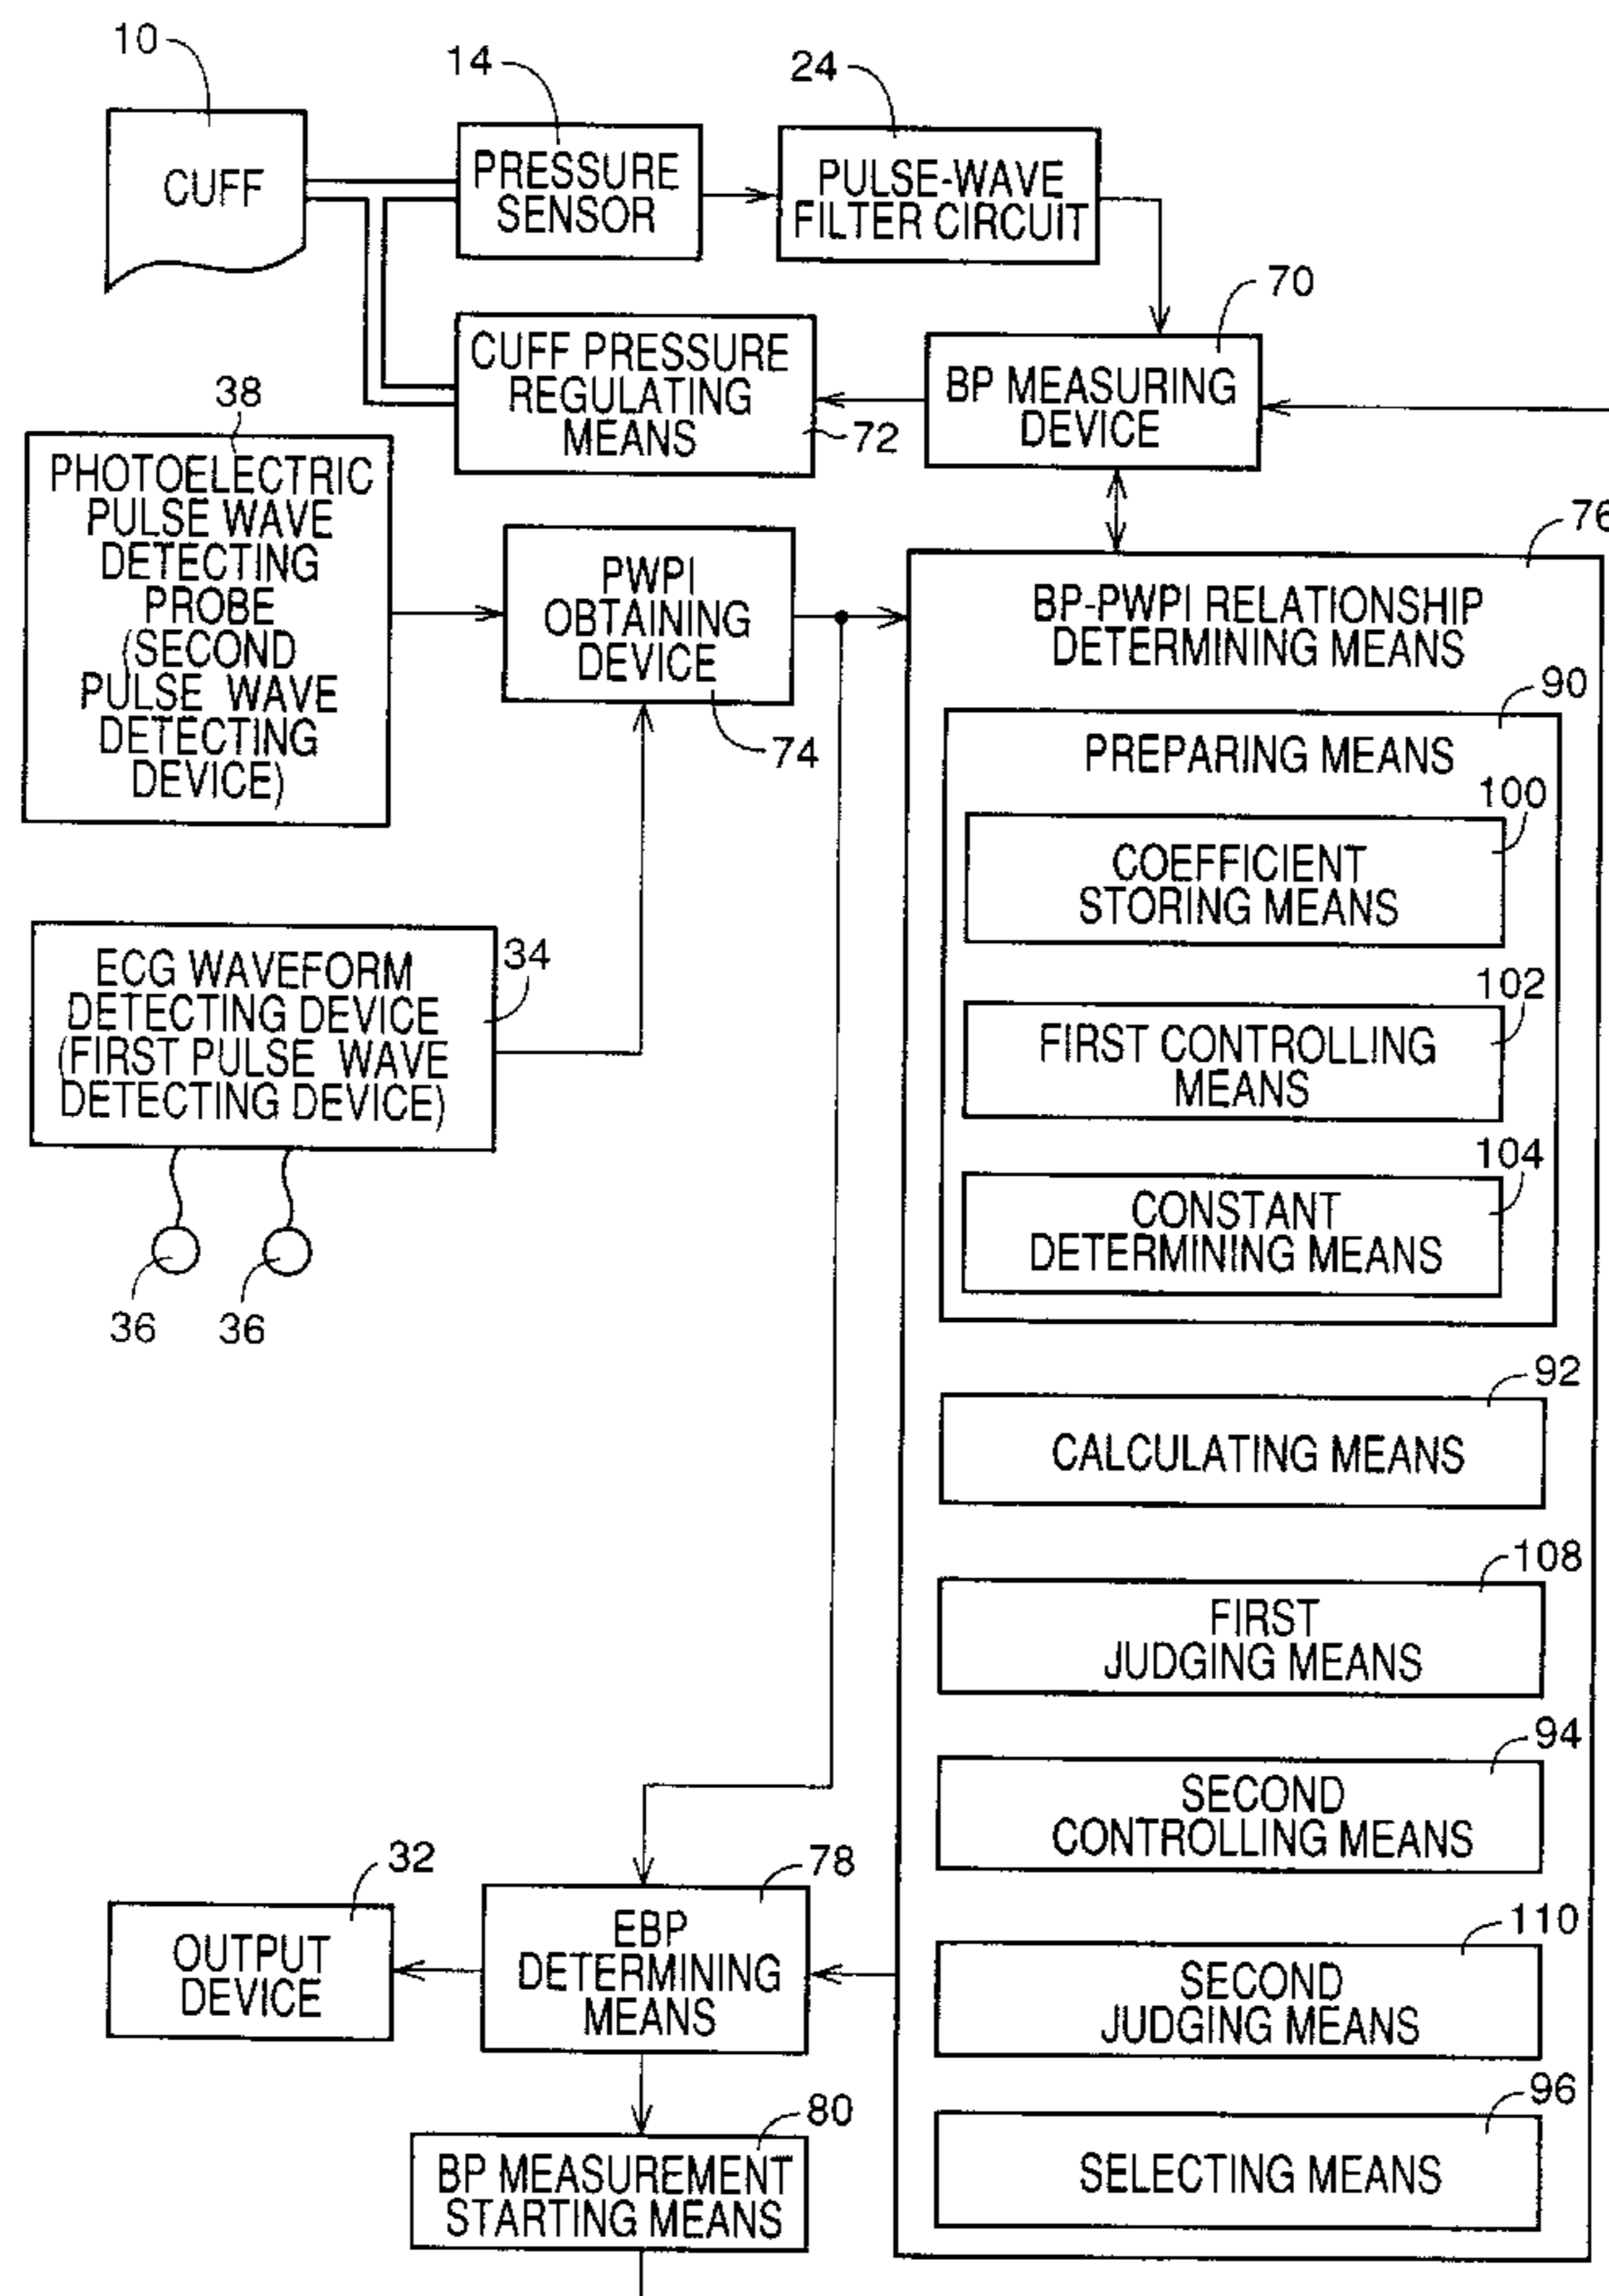 10
CUFF
14
PRESSURE
SENSOR
24
PULSE-WAVE
FILTER CIRCUIT
70
BP MEASURING
DEVICE
CUFF PRESSURE
REGULATING
MEANS
72
38
PHOTOELECTRIC
PULSE WAVE
DETECTING
PROBE
(SECOND
PULSE WAVE
DETECTING
DEVICE)
PWPI
OBTAINING
DEVICE
74
76
BP-PWPI RELATIONSHIP
DETERMINING MEANS
90
PREPARING MEANS
100
COEFFICIENT
STORING MEANS
102
FIRST CONTROLLING
MEANS
104
CONSTANT
DETERMINING MEANS
ECG WAVEFORM
DETECTING DEVICE
(FIRST PULSE WAVE
DETECTING DEVICE)
34
36
36
92
CALCULATING MEANS
108
FIRST
JUDGING MEANS
94
SECOND
CONTROLLING MEANS
110
SECOND
JUDGING MEANS
96
SELECTING MEANS
32
OUTPUT
DEVICE
78
EBP
DETERMINING
MEANS
80
BP MEASUREMENT
STARTING MEANS